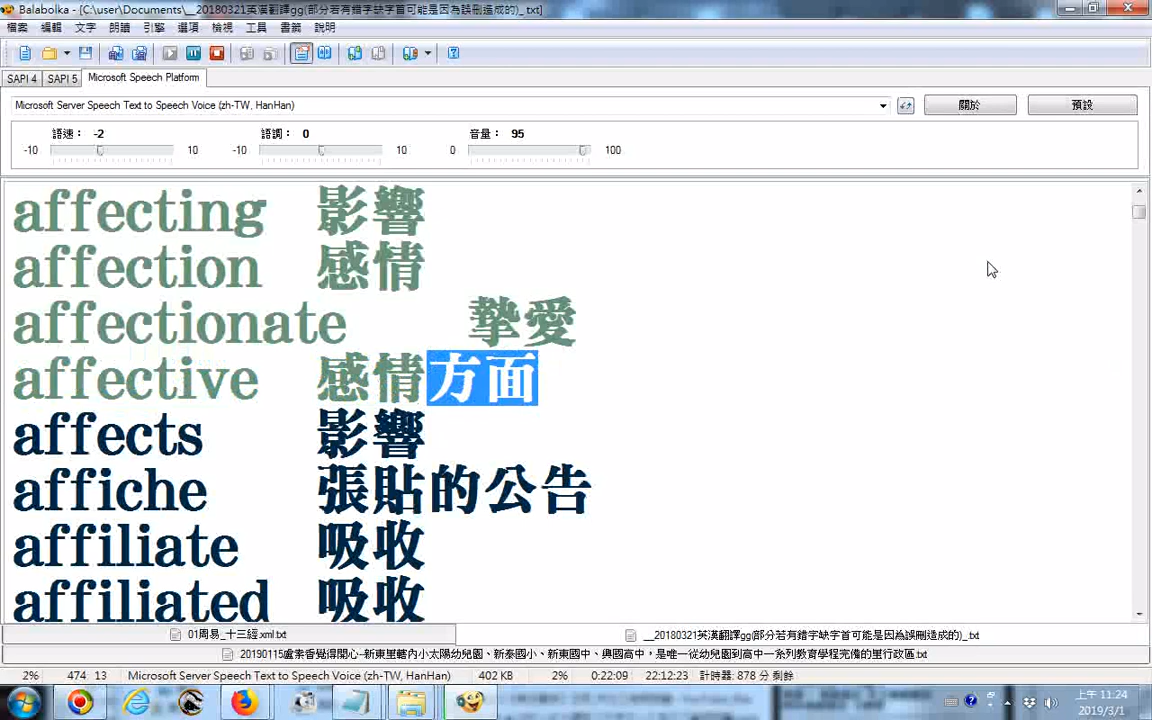 Balabolka - [C:\user\Documents\__20180321英漢翻譯gg(部分若有錯字缺字首可能是因為誤刪造成的)_.txt]
檔案 編輯 文字 朗讀 引擎 選項 檢視 工具 書籤 說明
SAPI 4 SAPI 5 Microsoft Speech Platform
Microsoft Server Speech Text to Speech Voice (zh-TW, HanHan) 關於 預設
語速： -2 語調： 0 音量： 95
-10 10 -10 10 0 100
affecting 影響
affection 感情
affectionate 摯愛
affective 感情方面
affects 影響
affiche 張貼的公告
affiliate 吸收
affiliated 吸收
01周易_十三經.xml.txt __20180321英漢翻譯gg(部分若有錯字缺字首可能是因為誤刪造成的)_.txt
20190115盧素香覺得開心--新東里轄內小太陽幼兒園、新泰國小、新東國中、興國高中，是唯一從幼兒園到高中一系列教育學程完備的里行政區.txt
2% 474 13 Microsoft Server Speech Text to Speech Voice (zh-TW, HanHan) 402 KB 2% 0:22:09 22:12:23 計時器: 878 分 剩餘
上午 11:24
2019/3/1